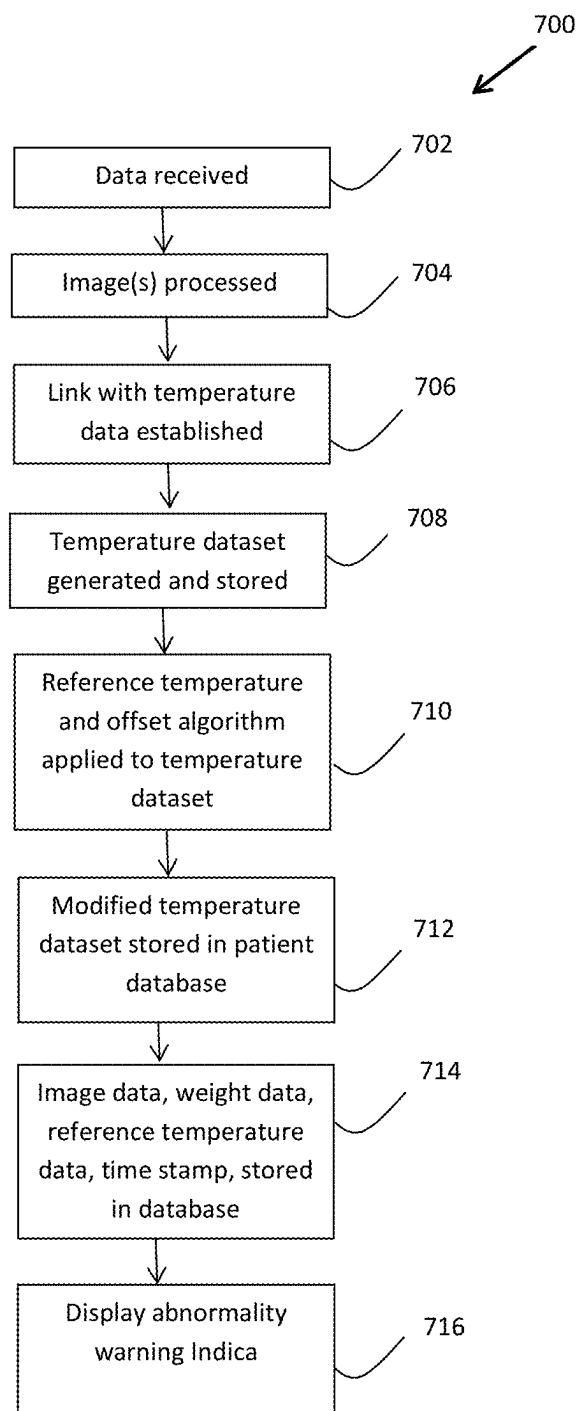 700
702
Data received
704
Image(s) processed
706
Link with temperature
data established
708
Temperature dataset
generated and stored
710
Reference temperature
and offset algorithm
applied to temperature
dataset
712
Modified temperature
dataset stored in patient
database
714
Image data, weight data,
reference temperature
data, time stamp, stored
in database
Display abnormality
warning Indica
716